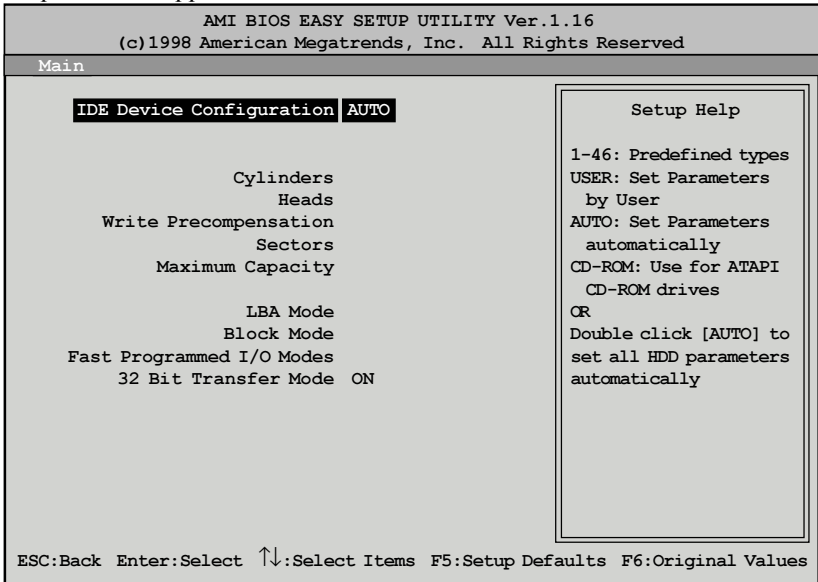 AMI BIOS EASY SETUP UTILITY Ver.1.16
(c)1998 American Megatrends, Inc. All Rights Reserved
Main
IDE Device Configuration AUTO
Cylinders
Heads
Write Precompensation
Sectors
Maximum Capacity
LBA Mode
Block Mode
Fast Programmed I/O Modes
32 Bit Transfer Mode ON
Setup Help
1-46: Predefined types
USER: Set Parameters
by User
AUTO: Set Parameters
automatically
CD-ROM: Use for ATAPI
CD-ROM drives
OR
Double click [AUTO] to
set all HDD parameters
automatically
ESC:Back Enter:Select ↑↓:Select Items F5:Setup Defaults F6:Original Values